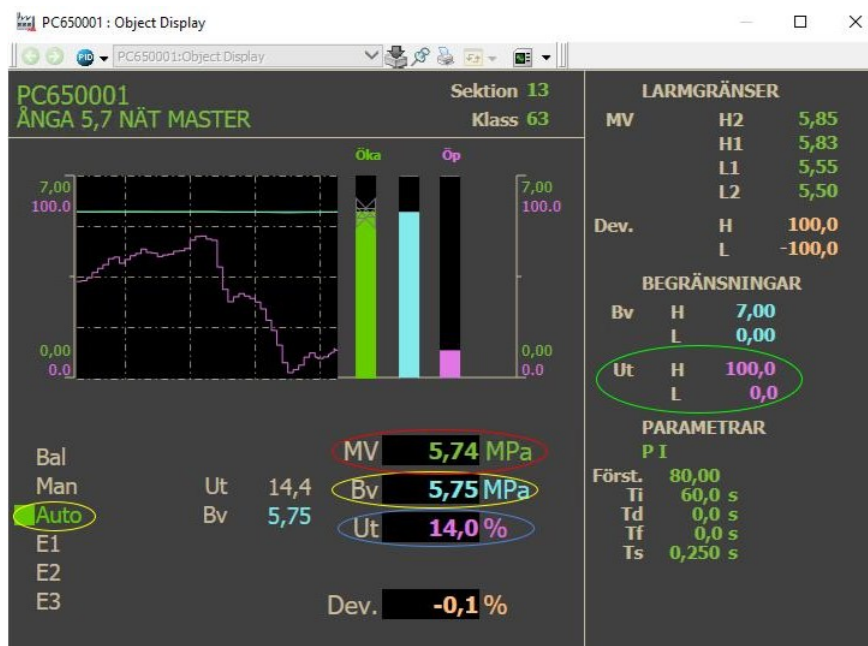 PC650001 : Object Display
PID
PC650001:Object Display
PC650001
ÅNGA 5,7 NÄT MASTER
Sektion 13
Klass 63
Öka
Öp
7,00
100.0
0,00
0.0
7,00
100.0
0,00
0.0
Bal
Man
Auto
E1
E2
E3
Ut 14,4
Bv 5,75
MV 5,74 MPa
Bv 5,75 MPa
Ut 14,0 %
Dev. -0,1 %
LARMGRÄNSER
MV H2 5,85
H1 5,83
L1 5,55
L2 5,50
Dev. H 100,0
L -100,0
BEGRÄNSNINGAR
Bv H 7,00
L 0,00
Ut H 100,0
L 0,0
PARAMETRAR
P I
Först. 80,00
Ti 60,0 s
Td 0,0 s
Tf 0,0 s
Ts 0,250 s